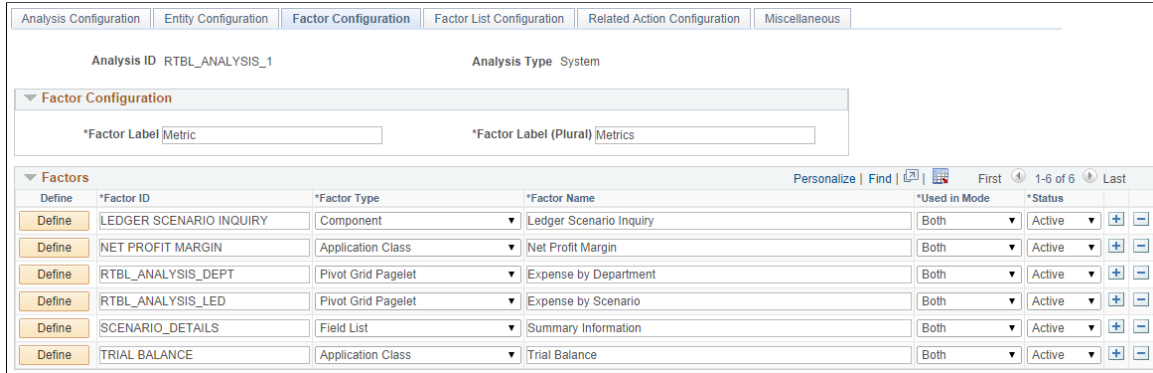 Analysis Configuration Entity Configuration Factor Configuration Factor List Configuration Related Action Configuration Miscellaneous
Analysis ID RTBL_ANALYSIS_1 Analysis Type System
Factor Configuration
*Factor Label Metric *Factor Label (Plural) Metrics
Factors Personalize | Find | | First 1-6 of 6 Last
Define *Factor ID *Factor Type *Factor Name *Used in Mode *Status
Define LEDGER SCENARIO INQUIRY Component Ledger Scenario Inquiry Both Active + -
Define NET PROFIT MARGIN Application Class Net Profit Margin Both Active + -
Define RTBL_ANALYSIS_DEPT Pivot Grid Pagelet Expense by Department Both Active + -
Define RTBL_ANALYSIS_LED Pivot Grid Pagelet Expense by Scenario Both Active + -
Define SCENARIO_DETAILS Field List Summary Information Both Active + -
Define TRIAL BALANCE Application Class Trial Balance Both Active + -